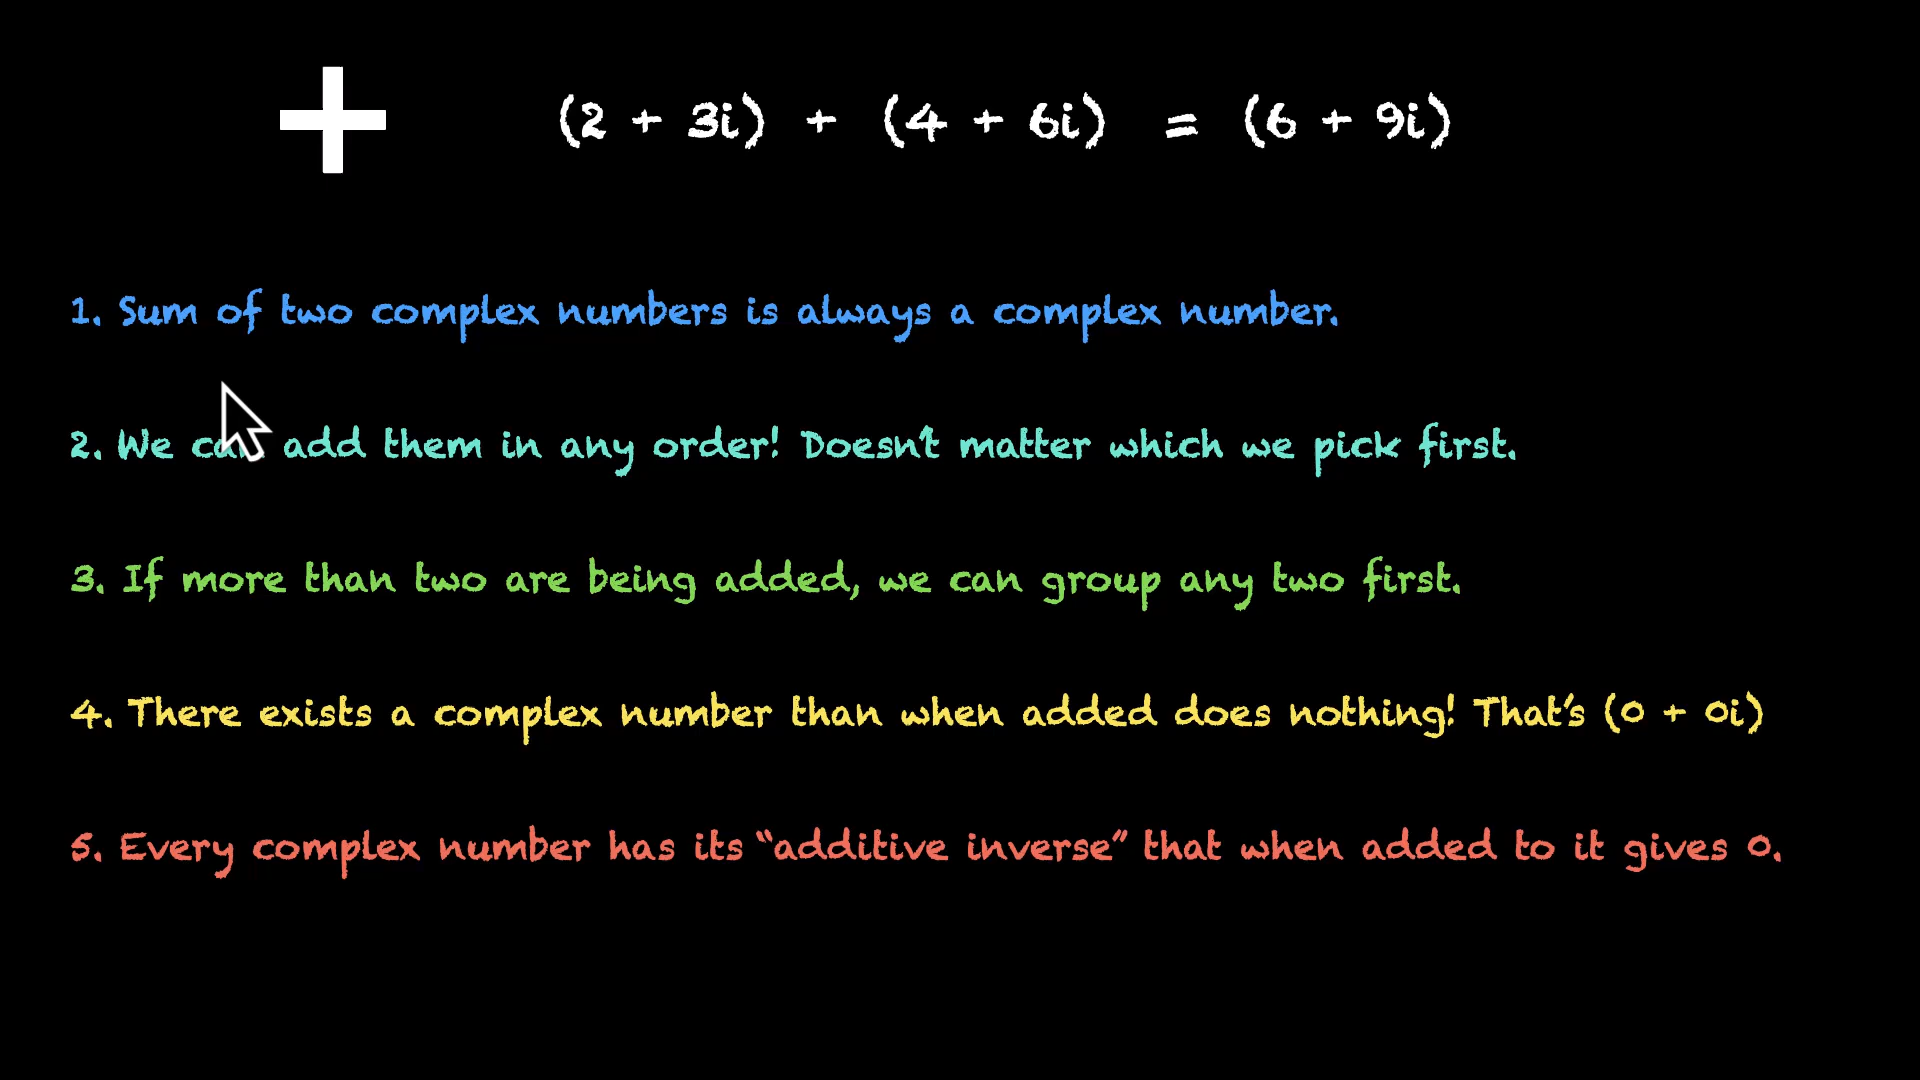 + (2 + 3i) + (4 + 6i) = (6 + 9i)
1. Sum of two complex numbers is always a complex number.
2. We can add them in any order! Doesn't matter which we pick first.
3. If more than two are being added, we can group any two first.
4. There exists a complex number than when added does nothing! That's (0 + 0i)
5. Every complex number has its “additive inverse” that when added to it gives 0.